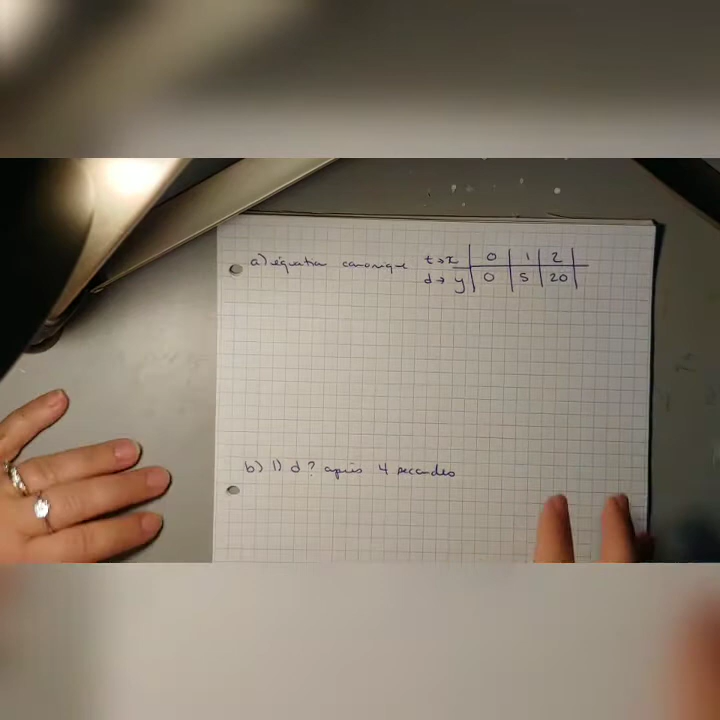 a) équation canonique t→x 0 1 2
d→ y 0 5 20
b) 1) d ? après 4 secondes